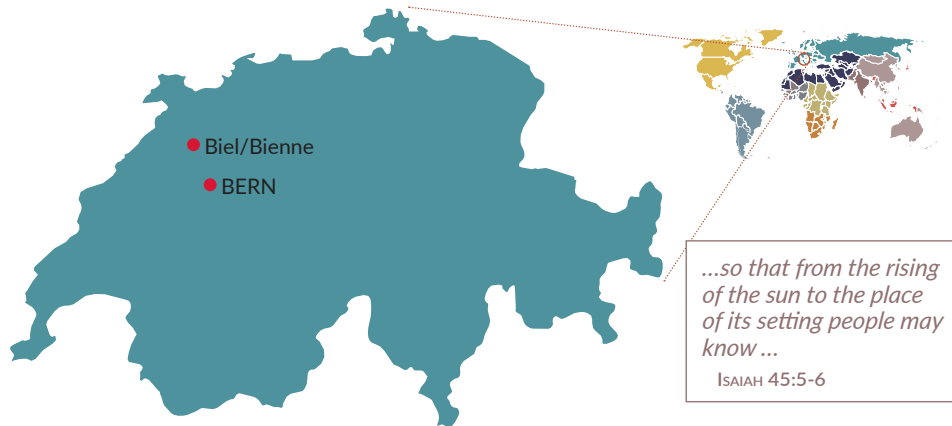 Biel/Bienne
BERN
...so that from the rising
of the sun to the place
of its setting people may
know ...
Isaiah 45:5-6